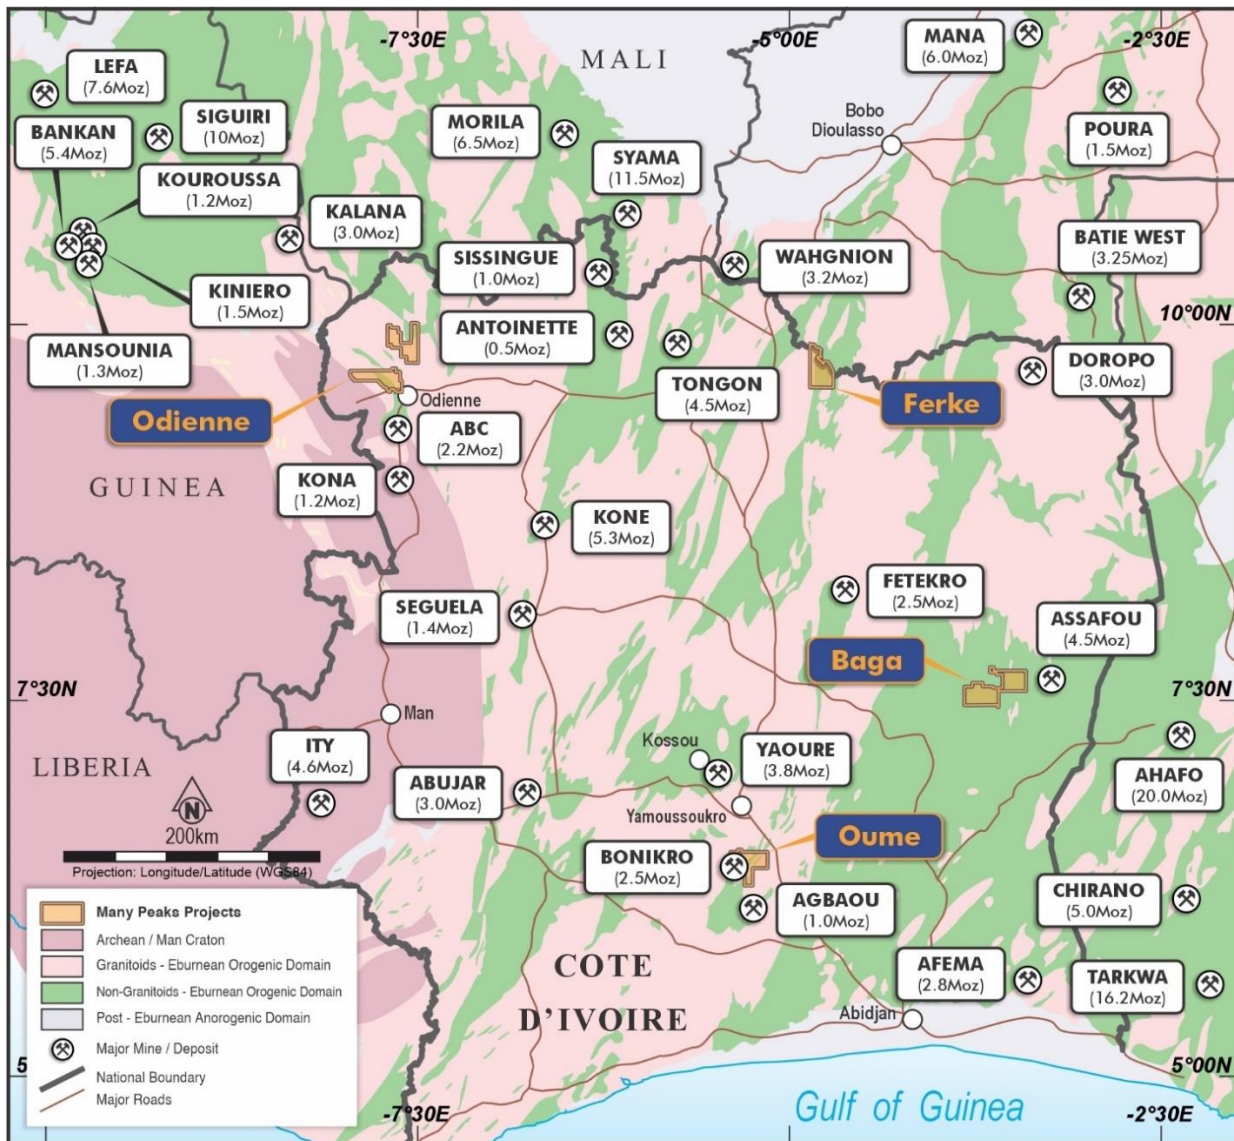 -7°30E
-5°00E
-2°30E
MALI
MANA
(6.0Moz)
LEFA
(7.6Moz)
SIGUIRI
(10Moz)
BANKAN
(5.4Moz)
MORILA
(6.5Moz)
Bobo
Dioulasso
POURA
(1.5Moz)
SYAMA
(11.5Moz)
KOUROUSSA
(1.2Moz)
KALANA
(3.0Moz)
SISSINGUE
(1.0Moz)
WAHGNION
(3.2Moz)
BATIE WEST
(3.25Moz)
KINIERO
(1.5Moz)
10°00N
ANTOINETTE
(0.5Moz)
MANSOUNIA
(1.3Moz)
TONGON
(4.5Moz)
DOROPO
(3.0Moz)
Odienne
Odienne
Ferke
ABC
(2.2Moz)
GUINEA
KONA
(1.2Moz)
KONE
(5.3Moz)
FETEKRO
(2.5Moz)
SEGUELA
(1.4Moz)
ASSAFOU
(4.5Moz)
Baga
7°30N
7°30N
Man
ITY
(4.6Moz)
Kossou
YAOURE
(3.8Moz)
LIBERIA
ABUJAR
(3.0Moz)
AHAFO
(20.0Moz)
Yamoussoukro
N
200km
Projection: Longitude/Latitude (WGS84)
Oume
BONIKRO
(2.5Moz)
AGBAOU
(1.0Moz)
CHIRANO
(5.0Moz)
Many Peaks Projects
Archean / Man Craton
Granitoids - Eburnean Orogenic Domain
Non-Granitoids - Eburnean Orogenic Domain
Post - Eburnean Anorogenic Domain
Major Mine / Deposit
National Boundary
Major Roads
COTE
D'IVOIRE
AFEMA
(2.8Moz)
TARKWA
(16.2Moz)
Abidjan
5
5°00N
-7°30E
Gulf of Guinea
-2°30E